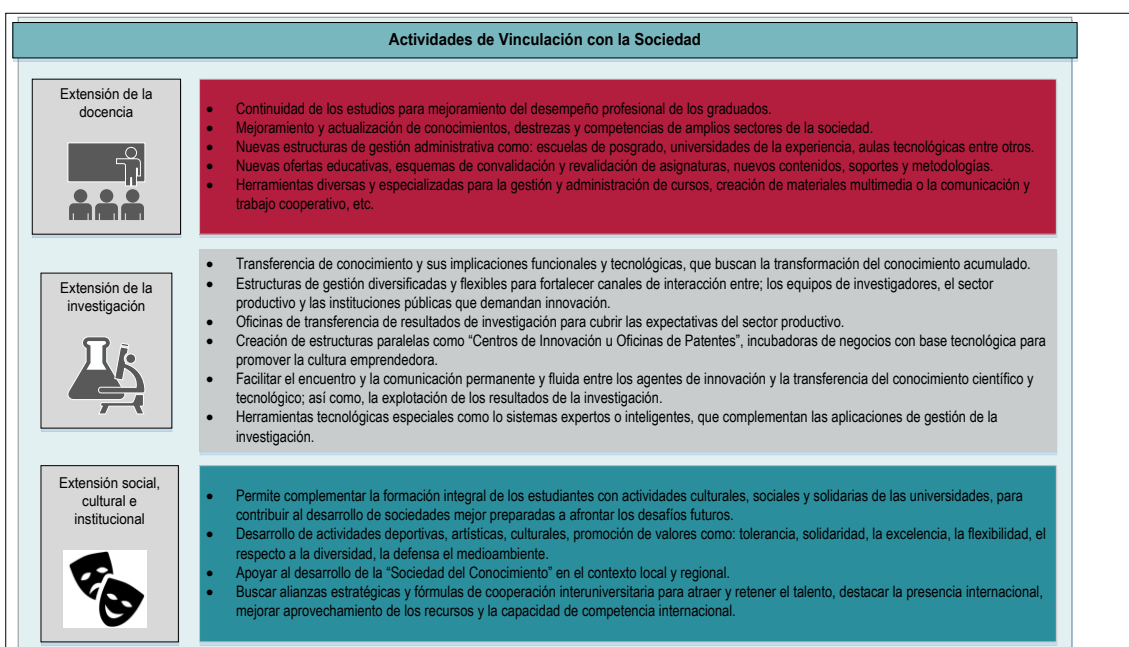 Actividades de Vinculación con la Sociedad
Extensión de la
docencia
• Continuidad de los estudios para mejoramiento del desempeño profesional de los graduados.
• Mejoramiento y actualización de conocimientos, destrezas y competencias de amplios sectores de la sociedad.
• Nuevas estructuras de gestión administrativa como: escuelas de posgrado, universidades de la experiencia, aulas tecnológicas entre otros.
• Nuevas ofertas educativas, esquemas de convalidación y revalidación de asignaturas, nuevos contenidos, soportes y metodologías.
• Herramientas diversas y especializadas para la gestión y administración de cursos, creación de materiales multimedia o la comunicación y
trabajo cooperativo, etc.
Extensión de la
investigación
• Transferencia de conocimiento y sus implicaciones funcionales y tecnológicas, que buscan la transformación del conocimiento acumulado.
• Estructuras de gestión diversificadas y flexibles para fortalecer canales de interacción entre; los equipos de investigadores, el sector
productivo y las instituciones públicas que demandan innovación.
• Oficinas de transferencia de resultados de investigación para cubrir las expectativas del sector productivo.
• Creación de estructuras paralelas como “Centros de Innovación u Oficinas de Patentes”, incubadoras de negocios con base tecnológica para
promover la cultura emprendedora.
• Facilitar el encuentro y la comunicación permanente y fluida entre los agentes de innovación y la transferencia del conocimiento científico y
tecnológico; así como, la explotación de los resultados de la investigación.
• Herramientas tecnológicas especiales como lo sistemas expertos o inteligentes, que complementan las aplicaciones de gestión de la
investigación.
Extensión social,
cultural e
institucional
• Permite complementar la formación integral de los estudiantes con actividades culturales, sociales y solidarias de las universidades, para
contribuir al desarrollo de sociedades mejor preparadas a afrontar los desafíos futuros.
• Desarrollo de actividades deportivas, artísticas, culturales, promoción de valores como: tolerancia, solidaridad, la excelencia, la flexibilidad, el
respecto a la diversidad, la defensa el medioambiente.
• Apoyar al desarrollo de la “Sociedad del Conocimiento” en el contexto local y regional.
• Buscar alianzas estratégicas y fórmulas de cooperación interuniversitaria para atraer y retener el talento, destacar la presencia internacional,
mejorar aprovechamiento de los recursos y la capacidad de competencia internacional.